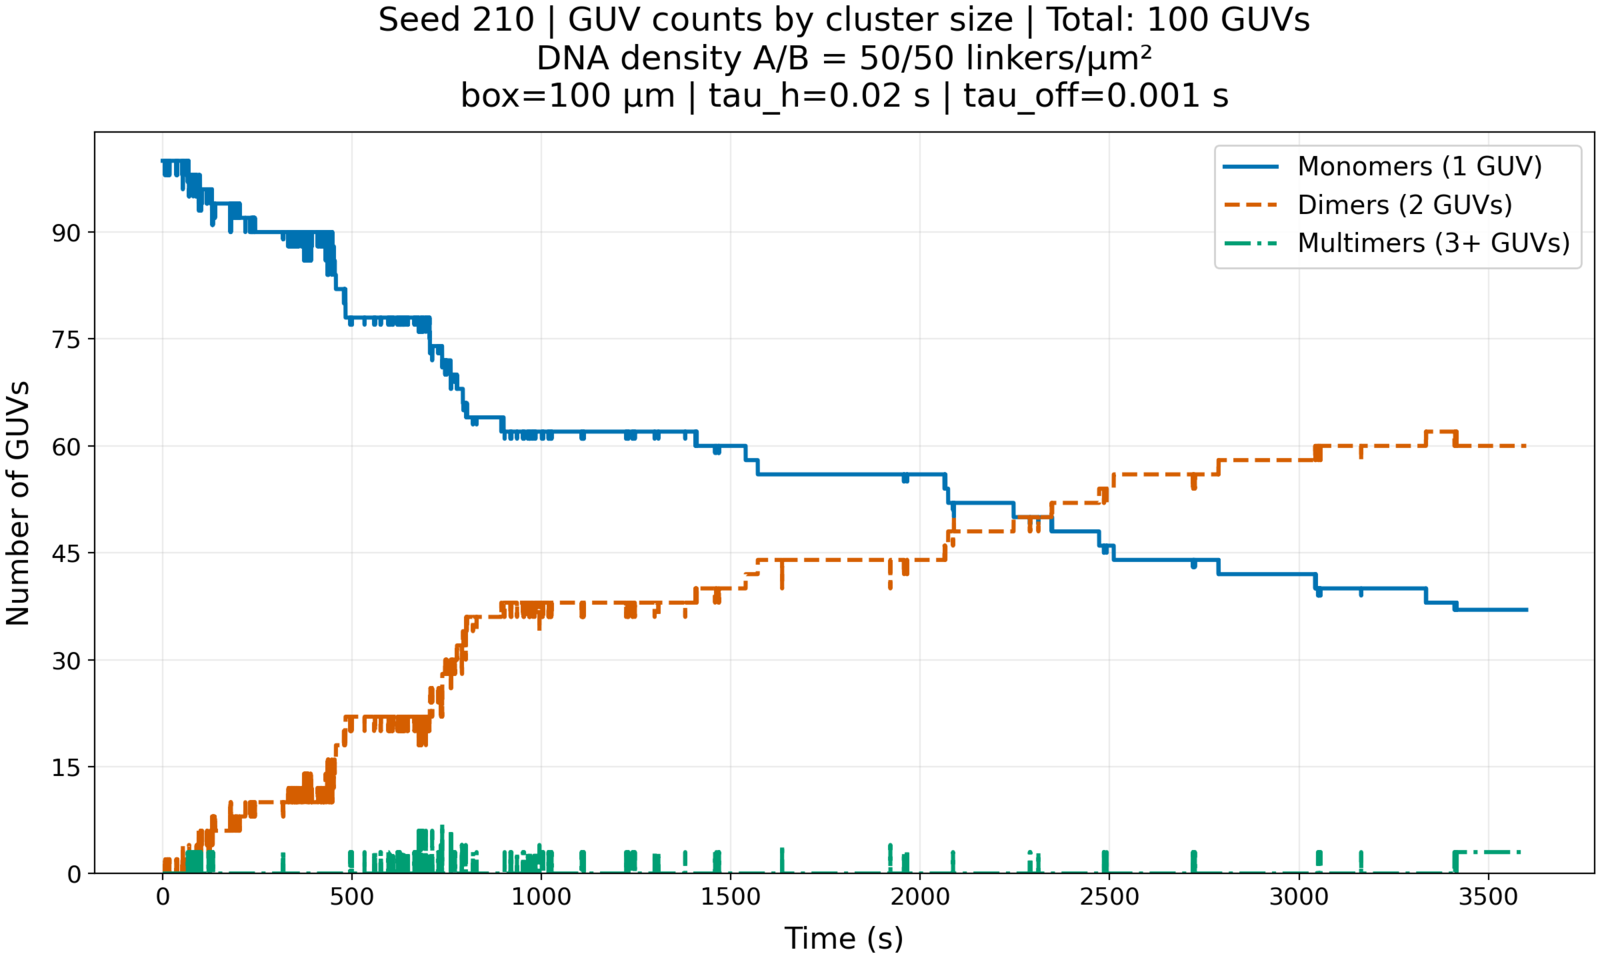 Seed 210 | GUV counts by cluster size | Total: 100 GUVs
DNA density A/B = 50/50 linkers/μm²
box=100 μm | tau_h=0.02 s | tau_off=0.001 s
Monomers (1 GUV)
Dimers (2 GUVs)
Multimers (3+ GUVs)
Number of GUVs
90
75
60
45
30
15
0
0 500 1000 1500 2000 2500 3000 3500
Time (s)